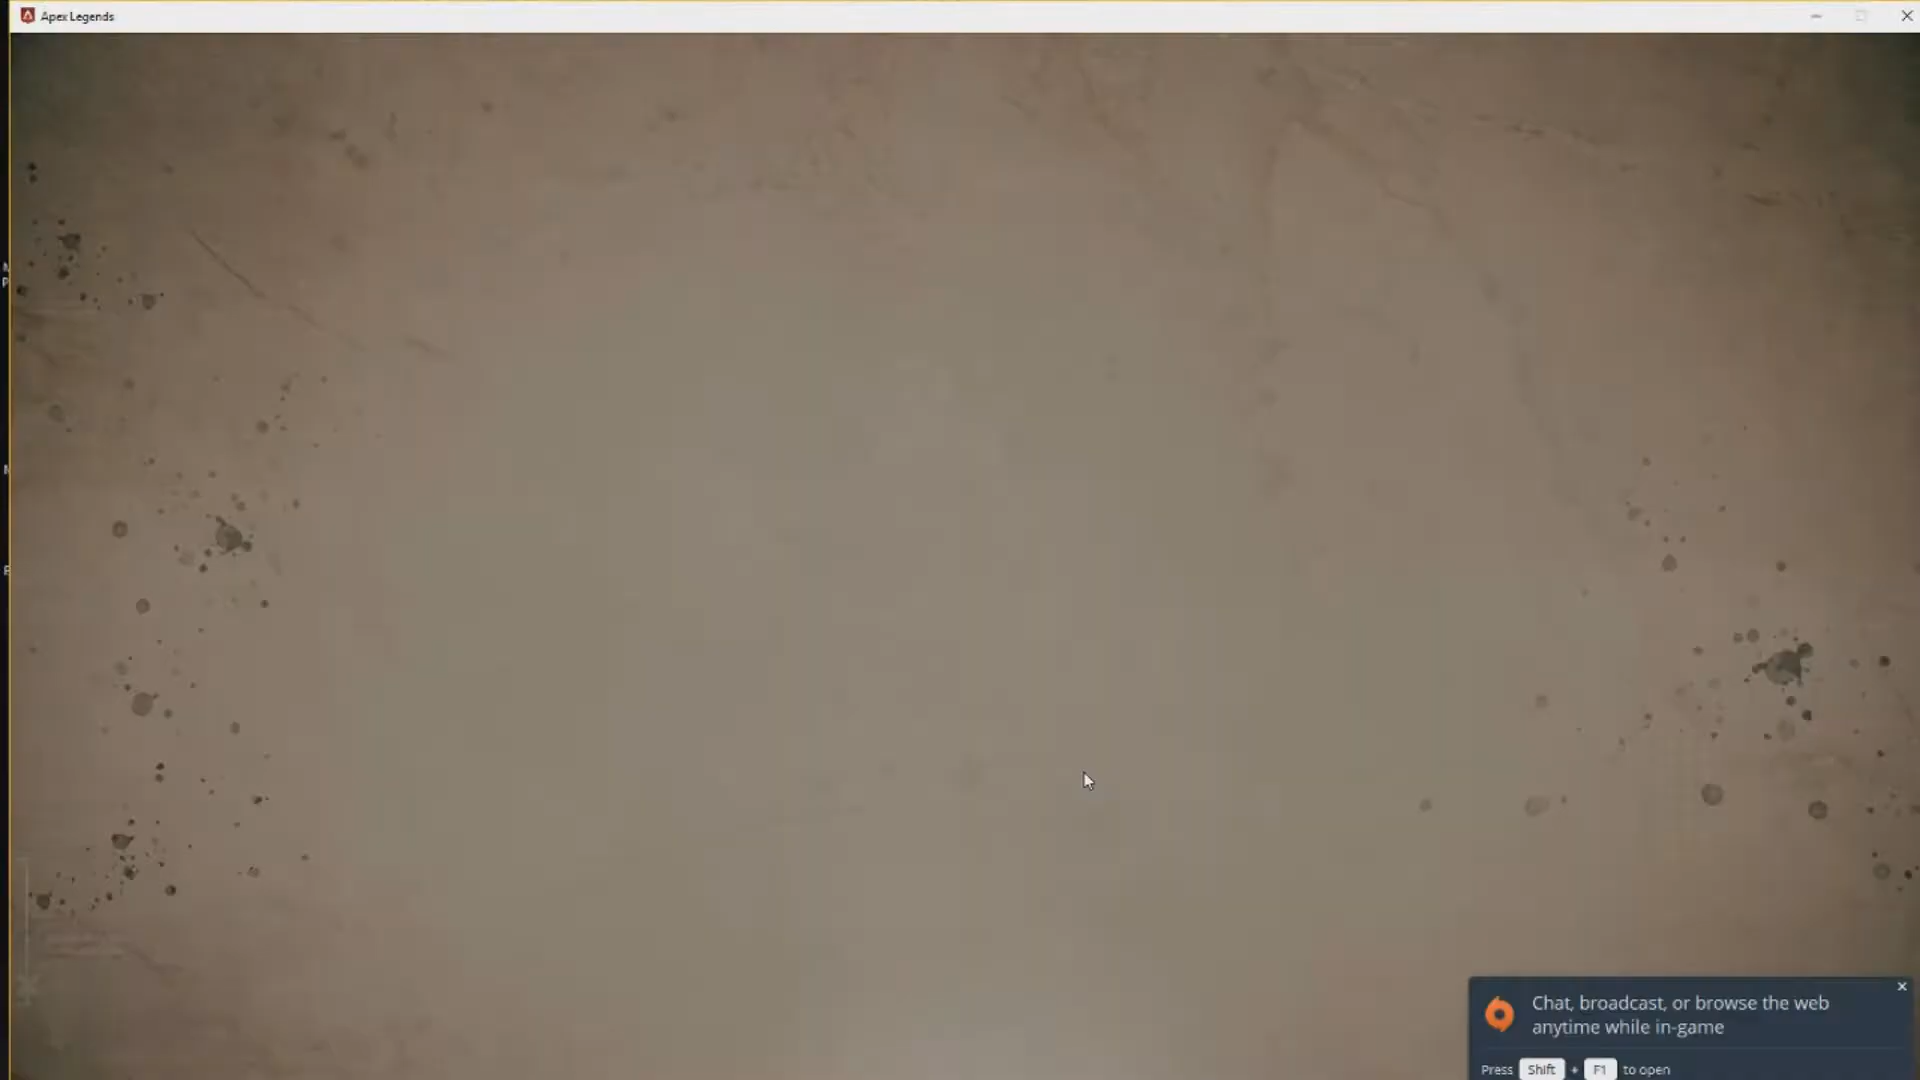 Apex Legends
Chat, broadcast, or browse the web
anytime while in-game
Press Shift + F1 to open